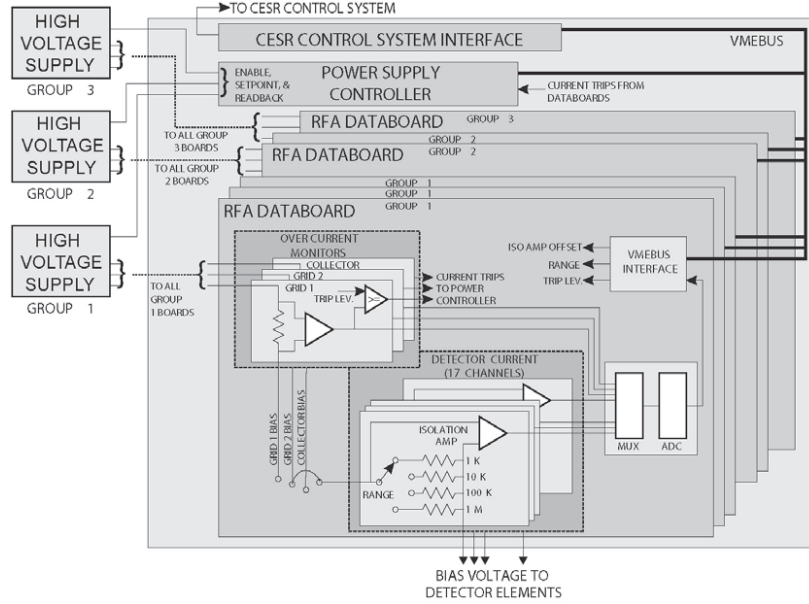 TO CESR CONTROL SYSTEM
HIGH
VOLTAGE
SUPPLY
GROUP 3
CESR CONTROL SYSTEM INTERFACE
VMEBUS
ENABLE,
SETPOINT, &
READBACK
POWER SUPPLY
CONTROLLER
CURRENT TRIPS FROM
DATABOARDS
HIGH
VOLTAGE
SUPPLY
GROUP 2
TO ALL GROUP
3 BOARDS
RFA DATABOARD GROUP 3
GROUP 2
RFA DATABOARD GROUP 2
TO ALL GROUP
2 BOARDS
GROUP 1
GROUP 1
RFA DATABOARD GROUP 1
HIGH
VOLTAGE
SUPPLY
GROUP 1
TO ALL
GROUP
1 BOARDS
OVER CURRENT
MONITORS
COLLECTOR
GRID 2
GRID 1
TRIP LEV.
>=
CURRENT TRIPS
TO POWER
CONTROLLER
ISO AMP OFFSET
RANGE
TRIP LEV.
VMEBUS
INTERFACE
DETECTOR CURRENT
(17 CHANNELS)
GRID 1 BIAS
GRID 2 BIAS
COLLECTOR BIAS
ISOLATION
AMP
RANGE
1 K
10 K
100 K
1 M
MUX
ADC
BIAS VOLTAGE TO
DETECTOR ELEMENTS